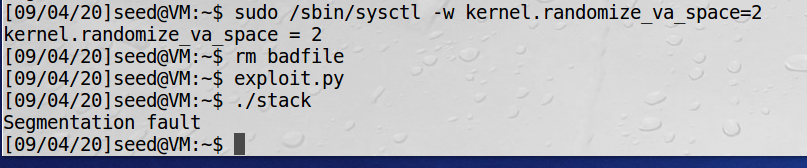 [09/04/20]seed@VM:~$ sudo /sbin/sysctl -w kernel.randomize_va_space=2
kernel.randomize_va_space = 2
[09/04/20]seed@VM:~$ rm badfile
[09/04/20]seed@VM:~$ exploit.py
[09/04/20]seed@VM:~$ ./stack
Segmentation fault
[09/04/20]seed@VM:~$